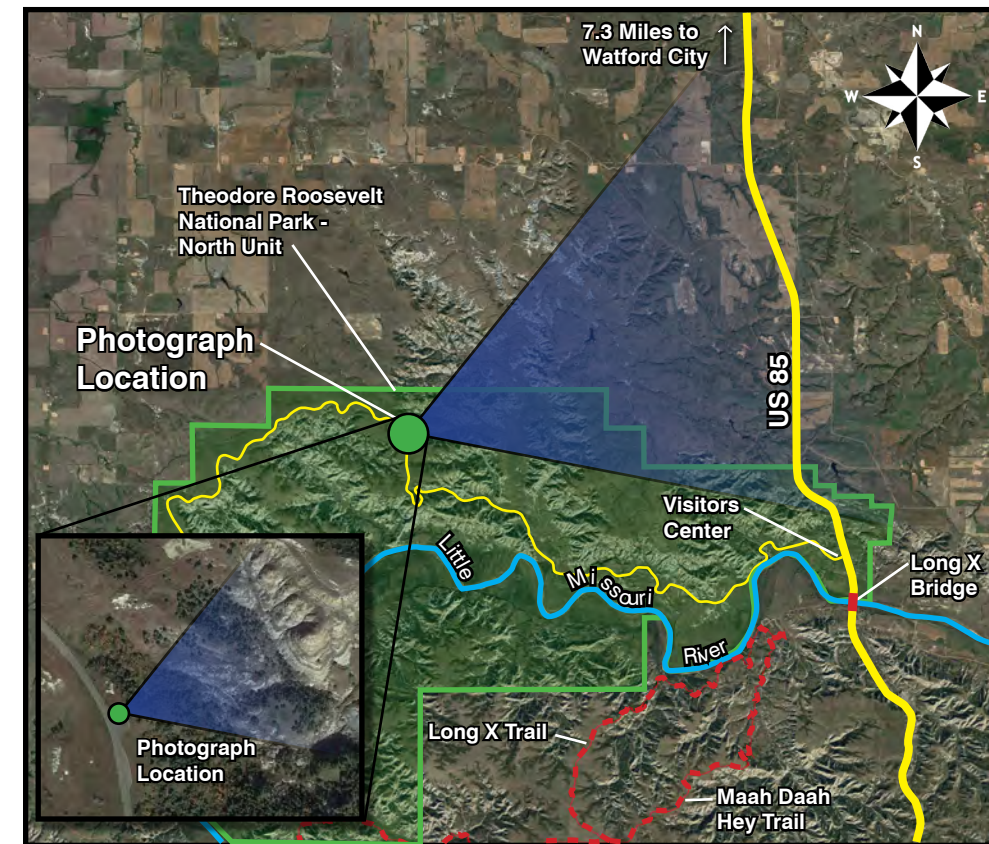 7.3 Miles to
Watford City
N
W
E
S
Theodore Roosevelt
National Park -
North Unit
Photograph
Location
US 85
Visitors
Center
Little
Missouri
River
Long X
Bridge
Long X Trail
Maah Daah
Hey Trail
Photograph
Location